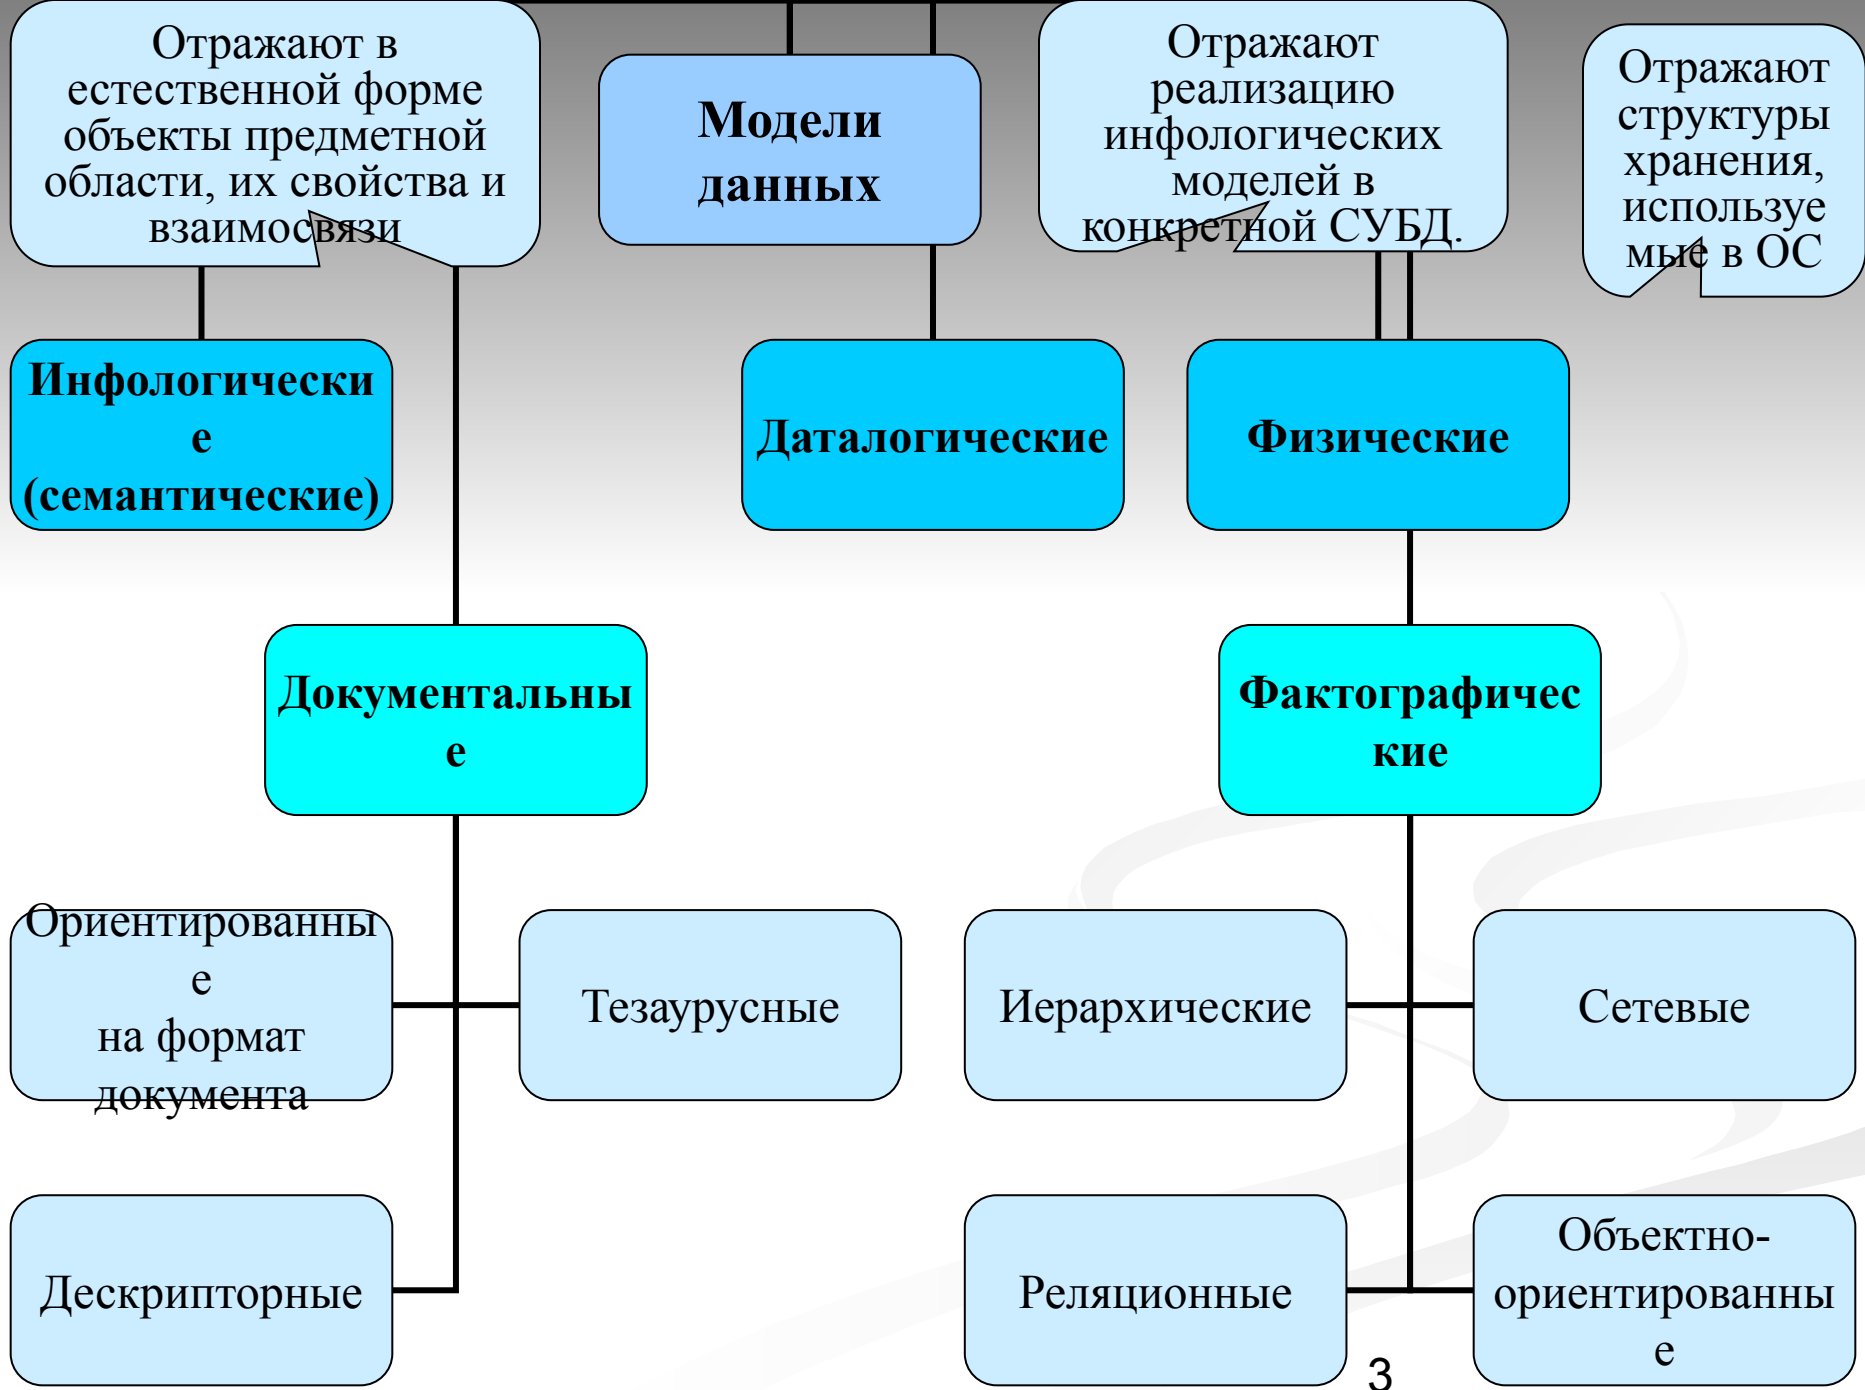 Отражают в
естественной форме
объекты предметной
области, их свойства и
взаимосвязи
Модели
данных
Отражают
реализацию
инфологических
моделей в
конкретной СУБД.
Отражают
структуры
хранения,
используе
мые в ОС
Инфологически
е
(семантические)
Даталогические
Физические
Документальны
е
Фактографичес
кие
Ориентированны
е
на формат
документа
Тезаурусные
Иерархические
Сетевые
Дескрипторные
Реляционные
Объектно-
ориентированны
е
3